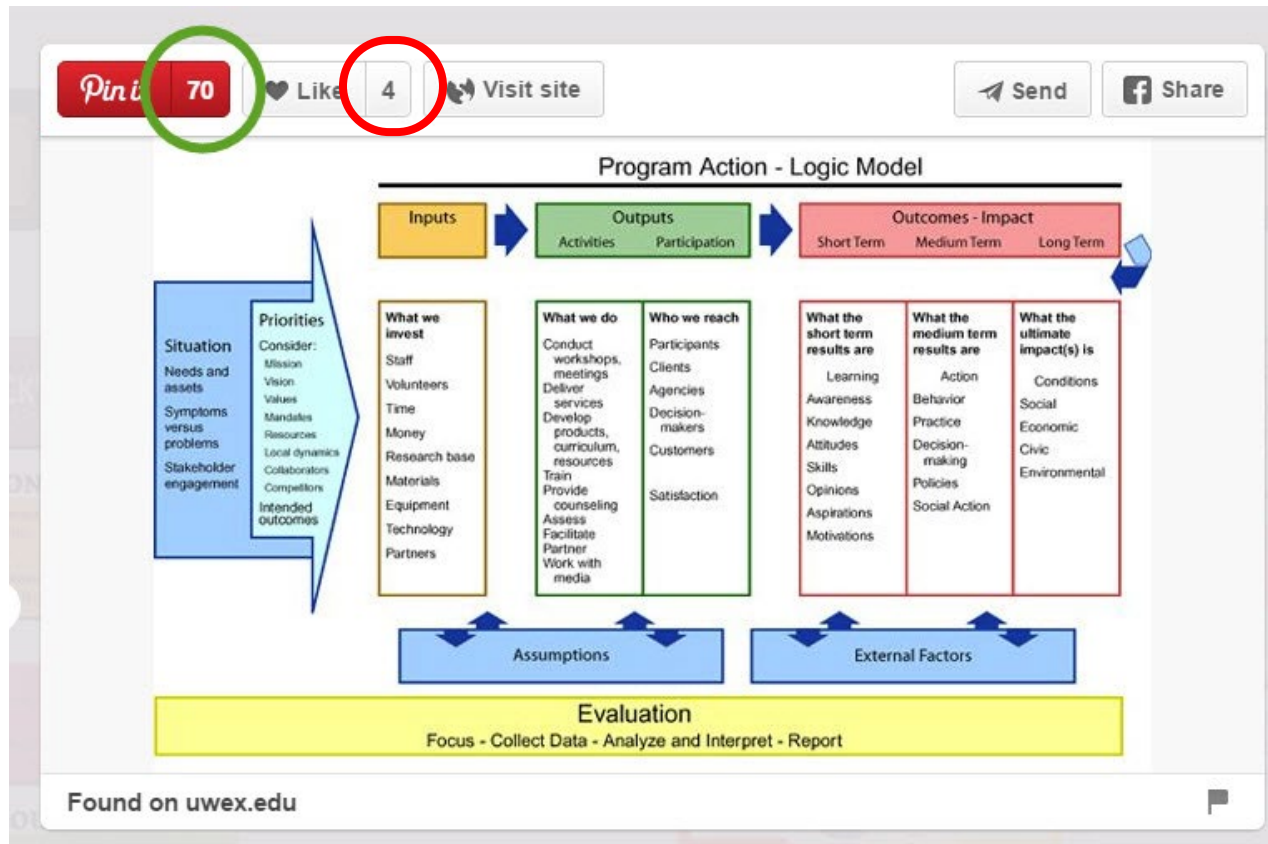 Pin it 70 Like 4 Visit site Send Share
Program Action - Logic Model
Inputs
Outputs
Activities Participation
Outcomes - Impact
Short Term Medium Term Long Term
Situation
Needs and
assets
Symptoms
versus
problems
Stakeholder
engagement
Priorities
Consider:
Mission
Vision
Values
Mandates
Resources
Local dynamics
Collaborators
Competitors
Intended
outcomes
What we
invest
Staff
Volunteers
Time
Money
Research base
Materials
Equipment
Technology
Partners
What we do
Conduct
workshops,
meetings
Deliver
services
Develop
products,
curriculum,
resources
Train
Provide
counseling
Assess
Facilitate
Partner
Work with
media
Who we reach
Participants
Clients
Agencies
Decision-
makers
Customers
Satisfaction
What the
short term
results are
Learning
Awareness
Knowledge
Attitudes
Skills
Opinions
Aspirations
Motivations
What the
medium term
results are
Action
Behavior
Practice
Decision-
making
Policies
Social Action
What the
ultimate
impact(s) is
Conditions
Social
Economic
Civic
Environmental
Assumptions
External Factors
Evaluation
Focus - Collect Data - Analyze and Interpret - Report
Found on uwex.edu